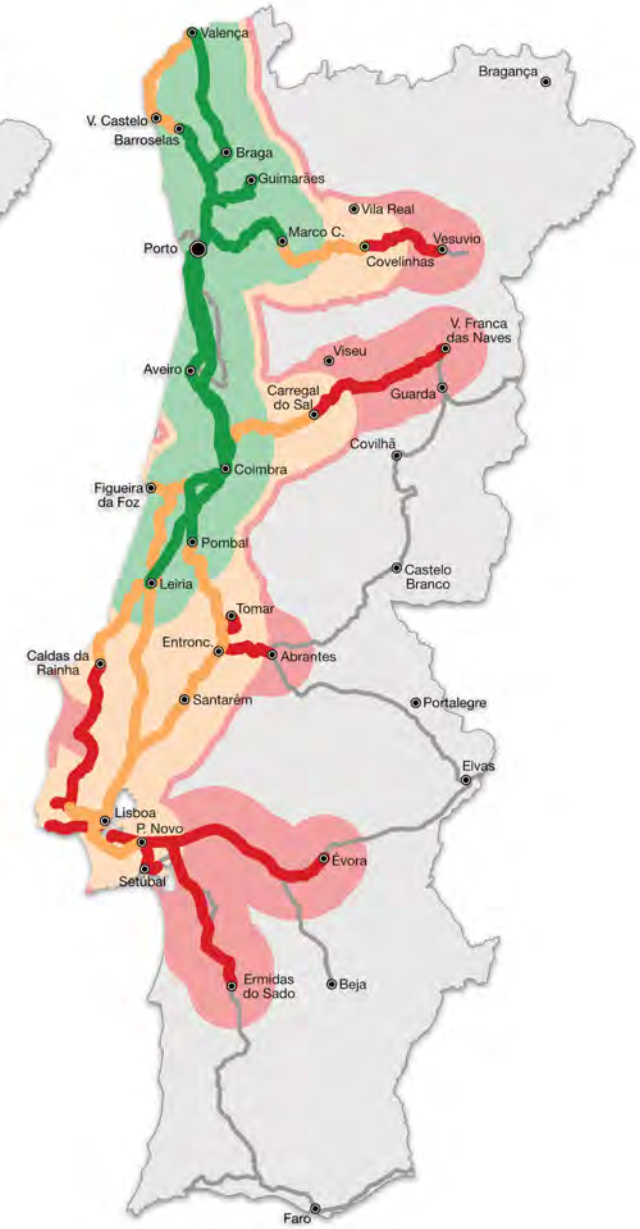 Valença
Bragança
V. Castelo
Barroselas
Braga
Guimarães
Vila Real
Marco C.
Porto
Covelinhas
Vesuvio
V. Franca
das Naves
Viseu
Aveiro
Carregal
do Sal
Guarda
Covilhã
Coimbra
Figueira
da Foz
Pombal
Castelo
Branco
Leiria
Tomar
Entronc.
Abrantes
Caldas da
Rainha
Santarém
Portalegre
Elvas
Lisboa
P. Novo
Évora
Setúbal
Ermidas
do Sado
Beja
Faro